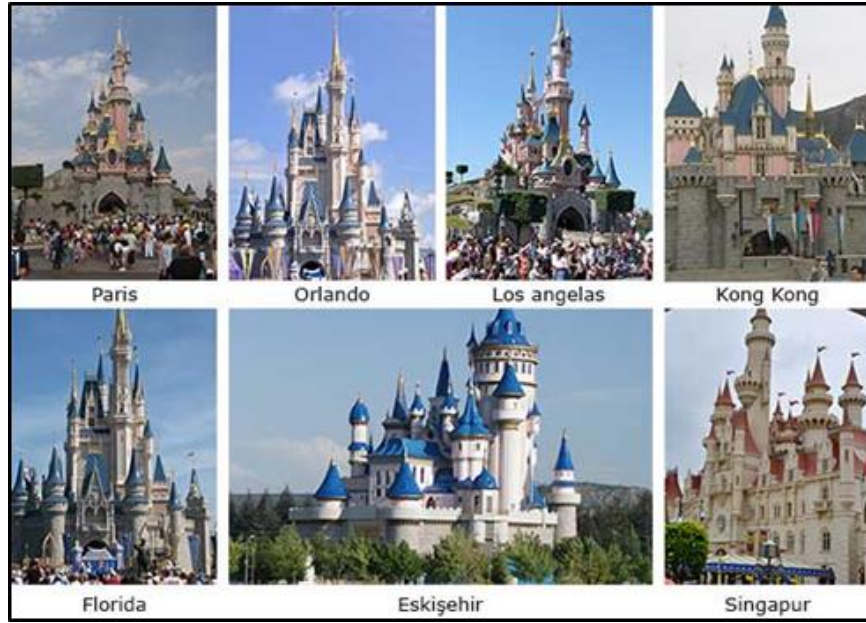 Paris
Orlando
Los angelas
Kong Kong
Florida
Eskişehir
Singapur